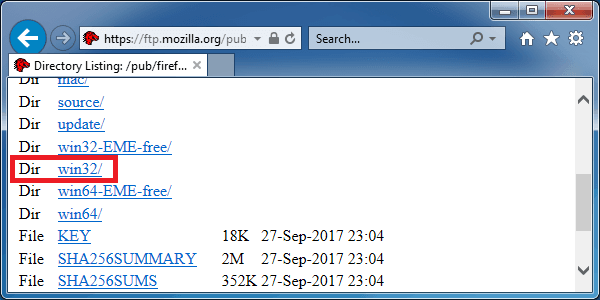 https://ftp.mozilla.org/pub
Search...
Directory Listing: /pub/firef...
Dir mac/
Dir source/
Dir update/
Dir win32-EME-free/
Dir win32/
Dir win64-EME-free/
Dir win64/
File KEY 18K 27-Sep-2017 23:04
File SHA256SUMMARY 2M 27-Sep-2017 23:04
File SHA256SUMS 352K 27-Sep-2017 23:04